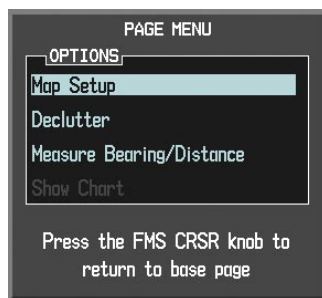 PAGE MENU
OPTIONS
Map Setup
Declutter
Measure Bearing/Distance
Show Chart
Press the FMS CRSR knob to
return to base page